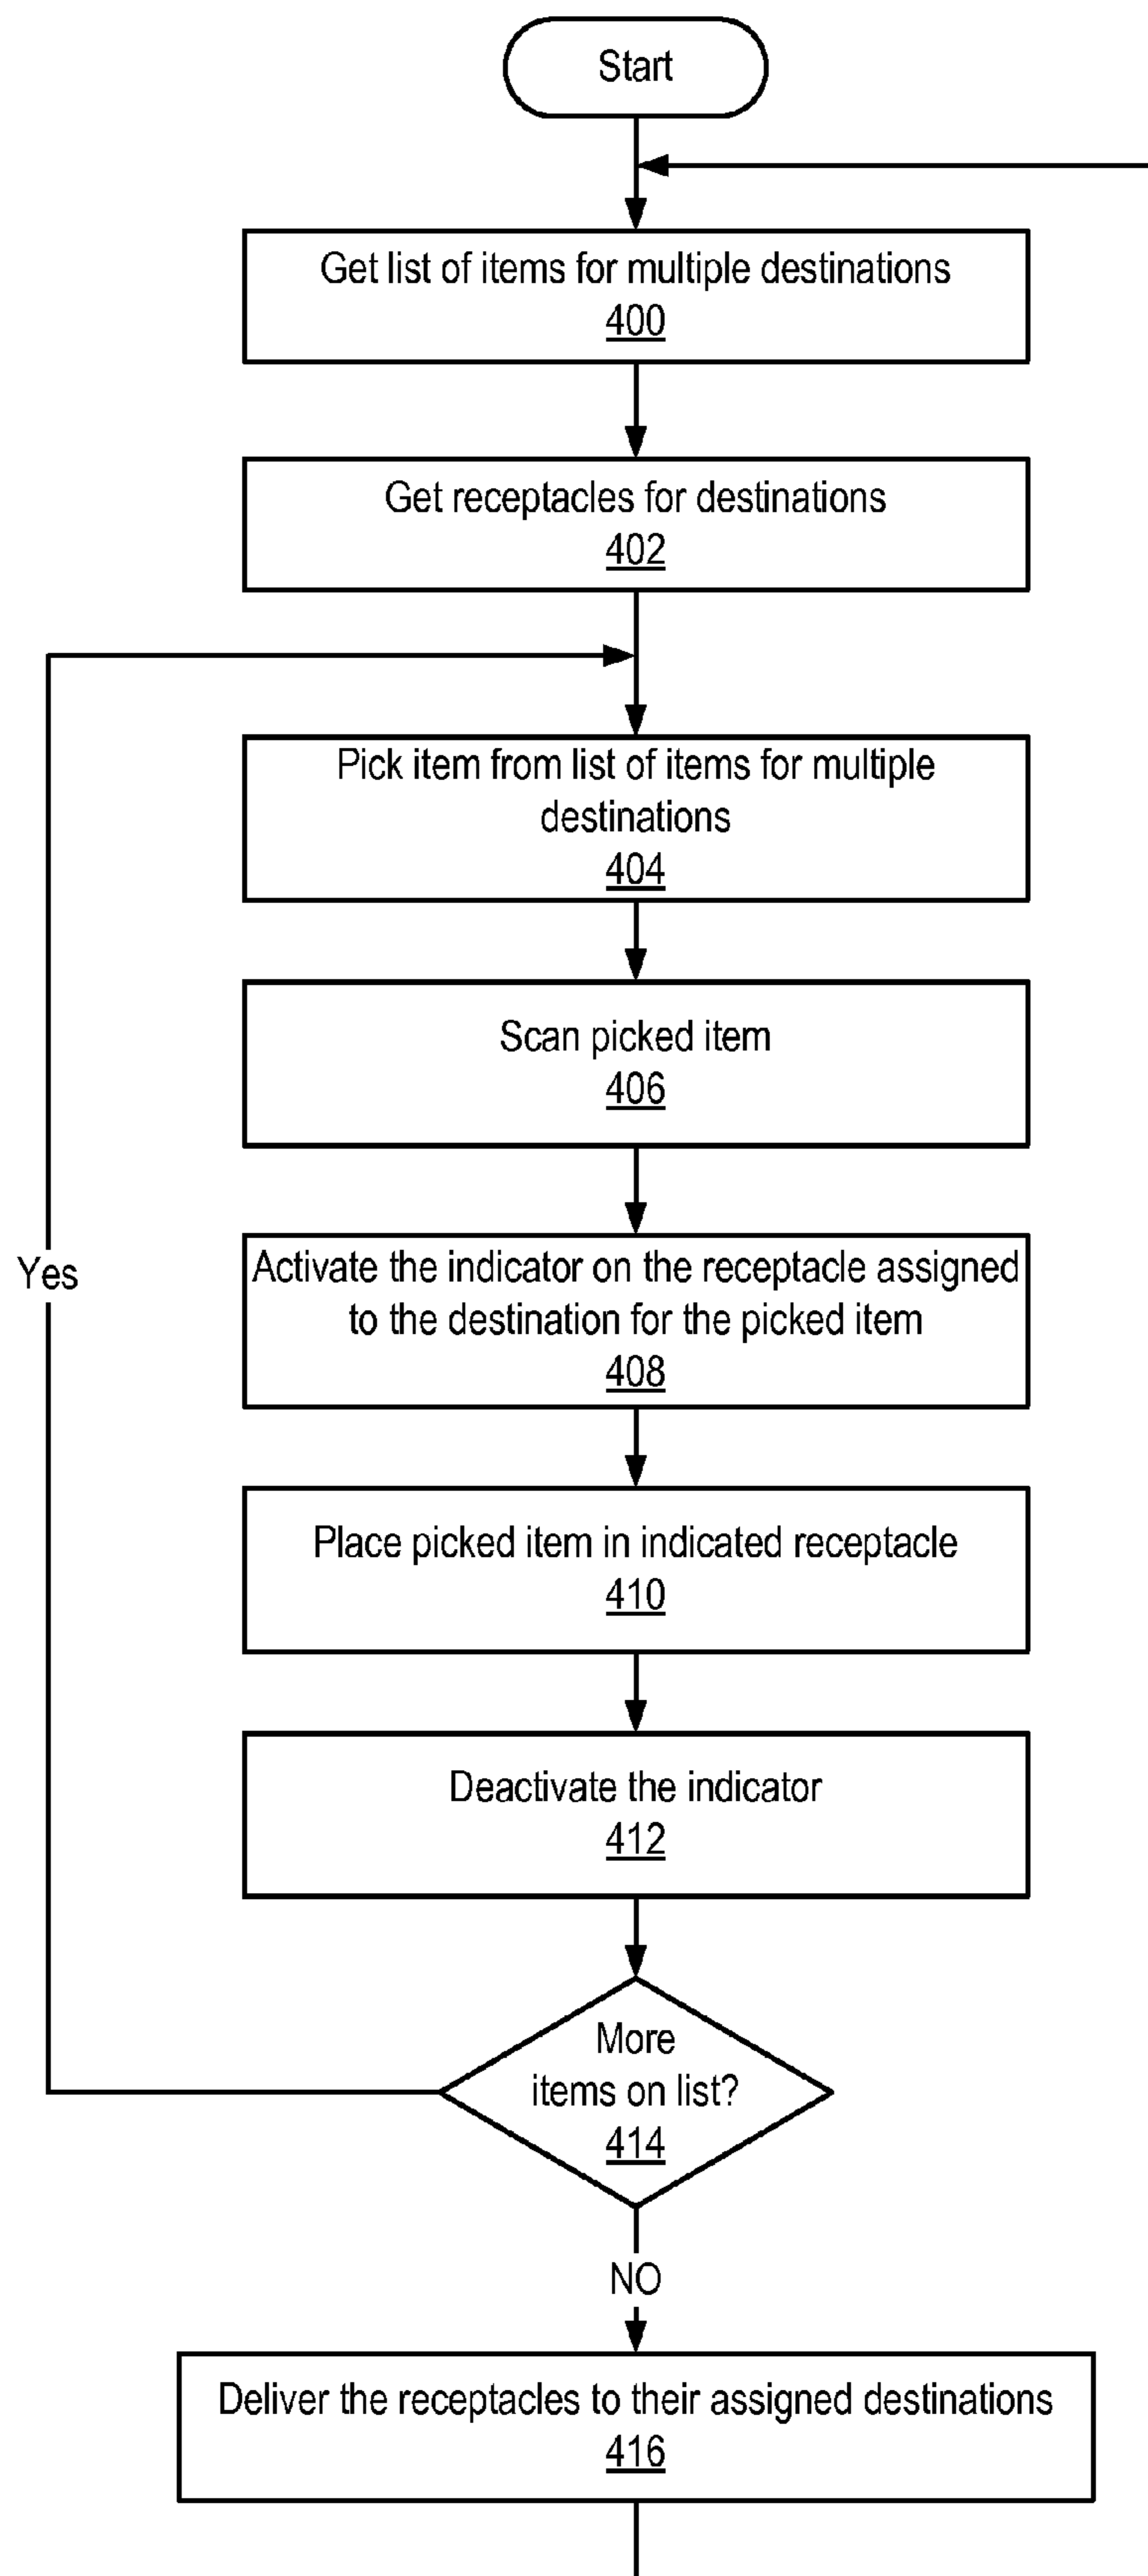 Start
Get list of items for multiple destinations
400
Get receptacles for destinations
402
Pick item from list of items for multiple
destinations
404
Scan picked item
406
Yes
Activate the indicator on the receptacle assigned
to the destination for the picked item
408
Place picked item in indicated receptacle
410
Deactivate the indicator
412
More
items on list?
414
NO
Deliver the receptacles to their assigned destinations
416